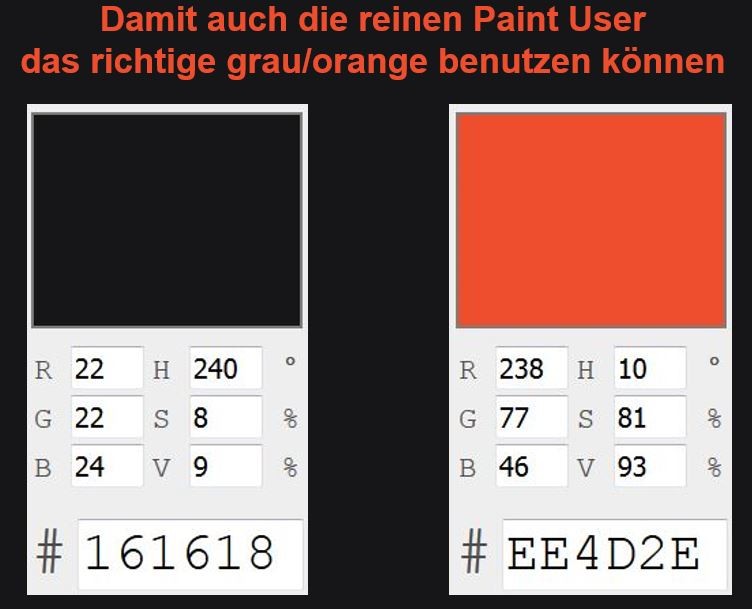 Damit auch die reinen Paint User
das richtige grau/orange benutzen können
R 22 H 240 °
G 22 S 8 %
B 24 V 9 %
# 161618
R 238 H 10 °
G 77 S 81 %
B 46 V 93 %
# EE4D2E